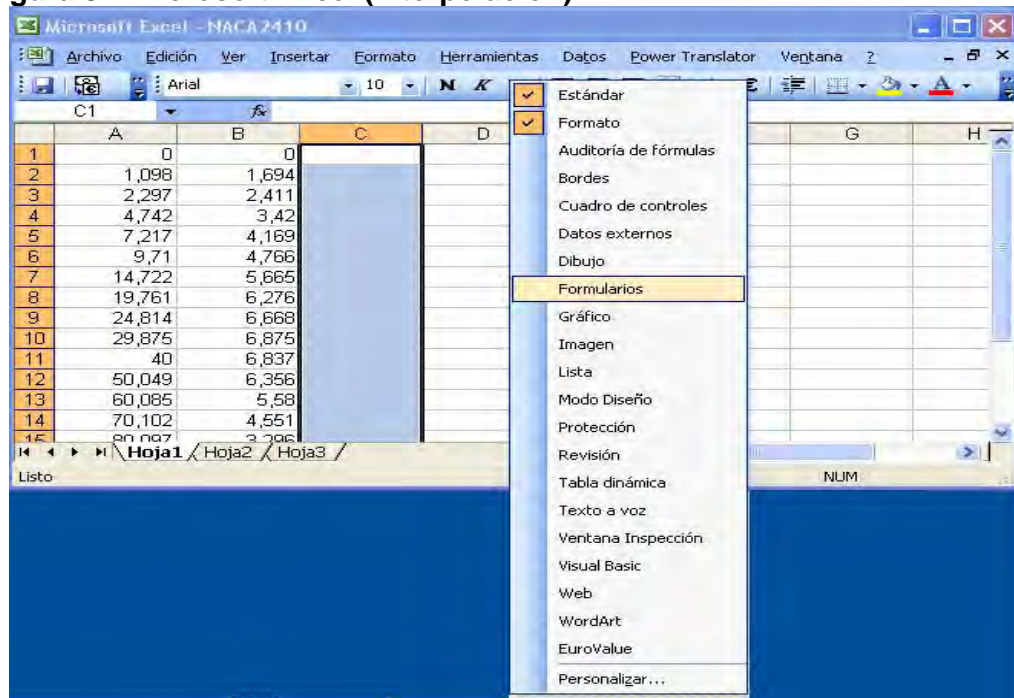 Microsoft Excel - NACA2410
Archivo Edición Ver Insertar Formato Herramientas Datos Power Translator Ventana ?
Arial 10 N K
C1 fx
A B C D G H
1 0 0
2 1,098 1,694
3 2,297 2,411
4 4,742 3,42
5 7,217 4,169
6 9,71 4,766
7 14,722 5,665
8 19,761 6,276
9 24,814 6,668
10 29,875 6,875
11 40 6,837
12 50,049 6,356
13 60,085 5,58
14 70,102 4,551
15 80,097 3,296
Hoja1 Hoja2 Hoja3
Listo NUM
Estándar
Formato
Auditoría de fórmulas
Bordes
Cuadro de controles
Datos externos
Dibujo
Formularios
Gráfico
Imagen
Lista
Modo Diseño
Protección
Revisión
Tabla dinámica
Texto a voz
Ventana Inspección
Visual Basic
Web
WordArt
EuroValue
Personalizar...